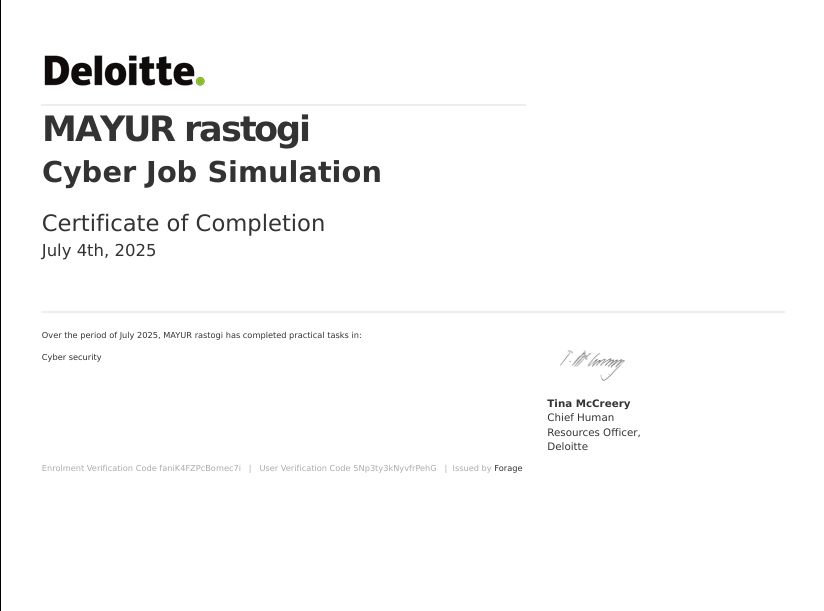 Deloitte.
MAYUR rastogi
Cyber Job Simulation
Certificate of Completion
July 4th, 2025
Over the period of July 2025, MAYUR rastogi has completed practical tasks in:
Cyber security
T. McCreery
Tina McCreery
Chief Human
Resources Officer,
Deloitte
Enrolment Verification Code faniK4FZPcBomec7i | User Verification Code 5Np3ty3kNyvfrPehG | Issued by Forage